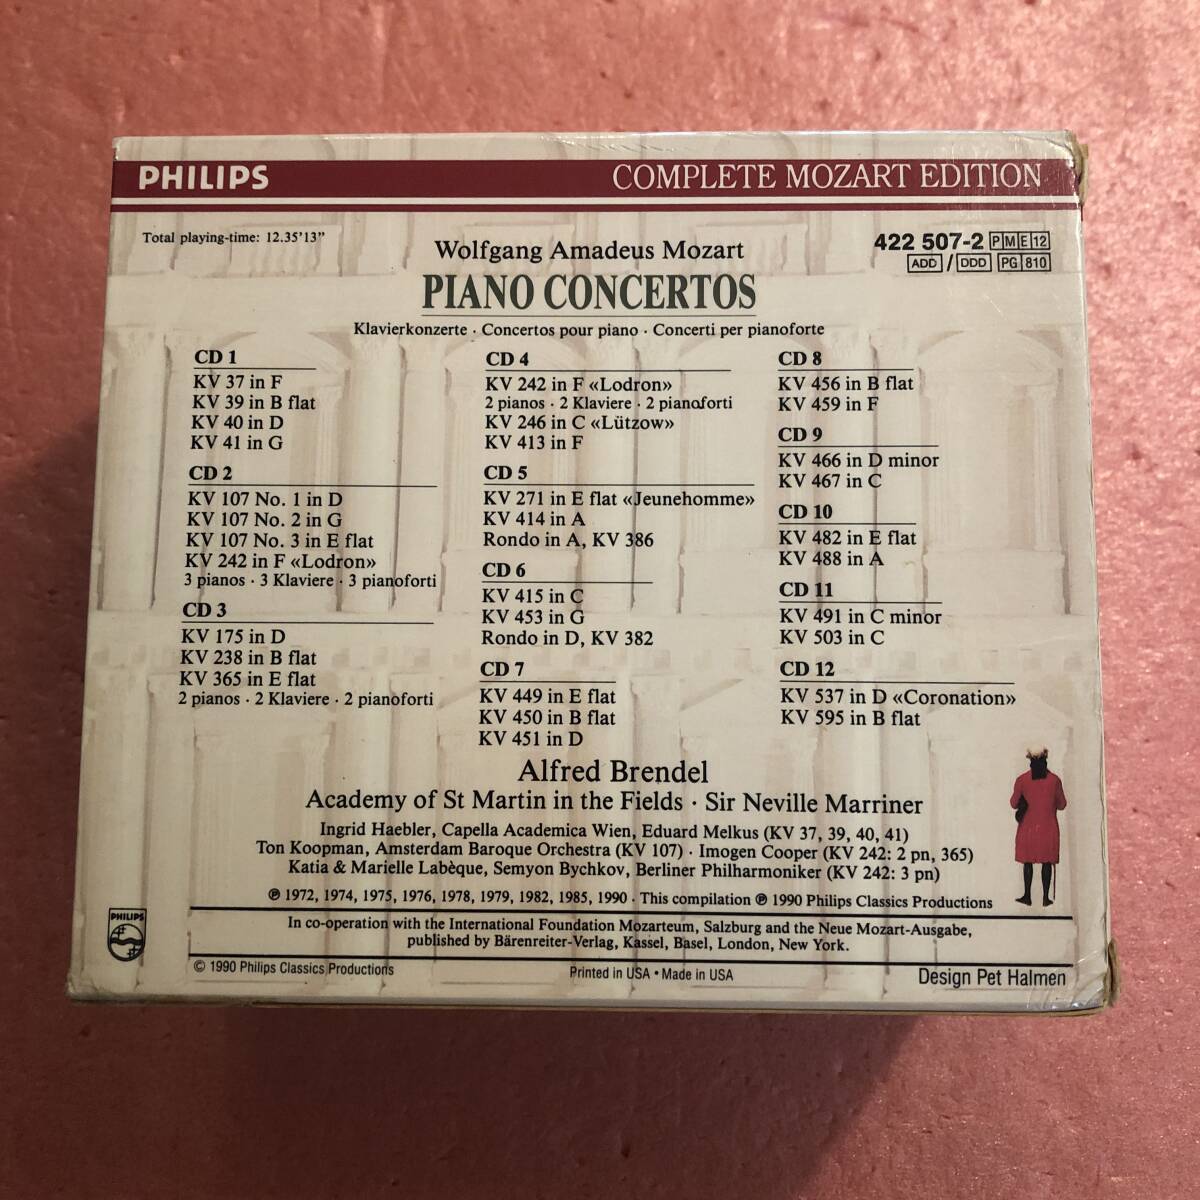 PHILIPS
COMPLETE MOZART EDITION
Total playing-time: 12.35'13"
422 507-2 PME12
ADD / DDD PG 810
Wolfgang Amadeus Mozart
PIANO CONCERTOS
Klavierkonzerte · Concertos pour piano · Concerti per pianoforte
CD 1
KV 37 in F
KV 39 in B flat
KV 40 in D
KV 41 in G
CD 2
KV 107 No. 1 in D
KV 107 No. 2 in G
KV 107 No. 3 in E flat
KV 242 in F «Lodron»
3 pianos · 3 Klaviere · 3 pianoforti
CD 3
KV 175 in D
KV 238 in B flat
KV 365 in E flat
2 pianos · 2 Klaviere · 2 pianoforti
CD 4
KV 242 in F «Lodron»
2 pianos · 2 Klaviere · 2 pianoforti
KV 246 in C «Lützow»
KV 413 in F
CD 5
KV 271 in E flat «Jeunehomme»
KV 414 in A
Rondo in A, KV 386
CD 6
KV 415 in C
KV 453 in G
Rondo in D, KV 382
CD 7
KV 449 in E flat
KV 450 in B flat
KV 451 in D
CD 8
KV 456 in B flat
KV 459 in F
CD 9
KV 466 in D minor
KV 467 in C
CD 10
KV 482 in E flat
KV 488 in A
CD 11
KV 491 in C minor
KV 503 in C
CD 12
KV 537 in D «Coronation»
KV 595 in B flat
Alfred Brendel
Academy of St Martin in the Fields · Sir Neville Marriner
Ingrid Haebler, Capella Academica Wien, Eduard Melkus (KV 37, 39, 40, 41)
Ton Koopman, Amsterdam Baroque Orchestra (KV 107) · Imogen Cooper (KV 242: 2 pn, 365)
Katia & Marielle Labèque, Semyon Bychkov, Berliner Philharmoniker (KV 242: 3 pn)
℗ 1972, 1974, 1975, 1976, 1978, 1979, 1982, 1985, 1990 · This compilation ℗ 1990 Philips Classics Productions
PHILIPS
In co-operation with the International Foundation Mozarteum, Salzburg and the Neue Mozart-Ausgabe,
published by Bärenreiter-Verlag, Kassel, Basel, London, New York.
© 1990 Philips Classics Productions
Printed in USA • Made in USA
Design Pet Halmen